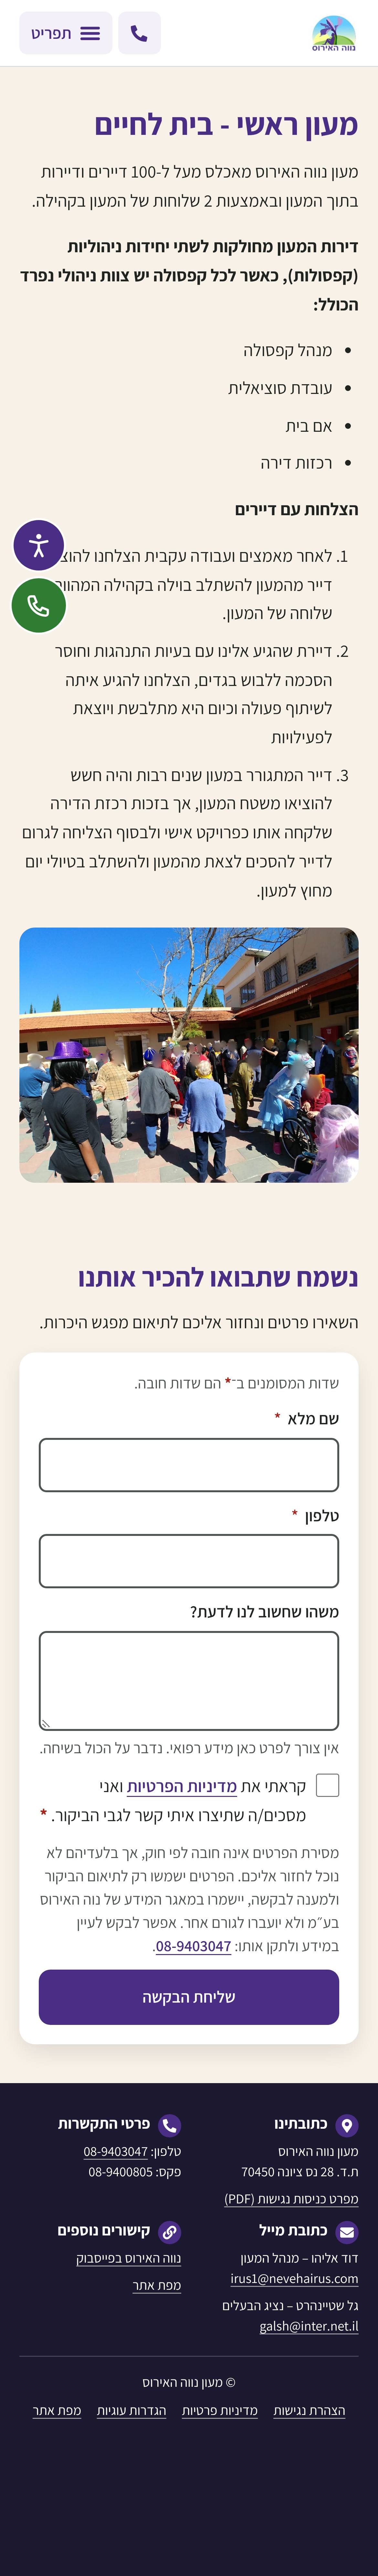 נווה האירוס
תפריט
מעון ראשי - בית לחיים
מעון נווה האירוס מאכלס מעל ל-100 דיירים ודיירות
בתוך המעון ובאמצעות 2 שלוחות של המעון בקהילה.
דירות המעון מחולקות לשתי יחידות ניהוליות
(קפסולות), כאשר לכל קפסולה יש צוות ניהולי נפרד
הכולל:
• מנהל קפסולה
• עובדת סוציאלית
• אם בית
• רכזות דירה
הצלחות עם דיירים
1. לאחר מאמצים ועבודה עקבית הצלחנו
דייר מהמעון להשתלב בוילה בקהילה
שלוחה של המעון.
2. דיירת שהגיע אלינו עם בעיות התנהגות וחוסר
הסכמה ללבוש בגדים, הצלחנו להגיע איתה
לשיתוף פעולה וכיום היא מתלבשת ויוצאת
לפעילויות
3. דייר המתגורר במעון שנים רבות והיה חשש
להוציאו משטח המעון, אך בזכות רכזת הדירה
שלקחה אותו כפרויקט אישי ולבסוף הצליחה לגרום
לדייר להסכים לצאת מהמעון ולהשתלב בטיולי יום
מחוץ למעון.
נשמח שתבואו להכיר אותנו
השאירו פרטים ונחזור אליכם לתיאום מפגש היכרות.
שדות המסומנים ב־* הם שדות חובה.
שם מלא *
טלפון *
משהו שחשוב לנו לדעת?
אין צורך לפרט כאן מידע רפואי. נדבר על הכול בשיחה.
קראתי את מדיניות הפרטיות ואני
מסכים/ה שתיצרו איתי קשר לגבי הביקור. *
מסירת הפרטים אינה חובה לפי חוק, אך בלעדיהם לא
נוכל לחזור אליכם. הפרטים ישמשו רק לתיאום הביקור
ולמענה לבקשה, יישמרו במאגר המידע של נוה האירוס
בע״מ ולא יועברו לגורם אחר. אפשר לבקש לעיין
במידע ולתקן אותו: 08-9403047.
שליחת הבקשה
כתובתינו
מעון נווה האירוס
ת.ד. 28 נס ציונה 70450
מפרט כניסות נגישות (PDF)
פרטי התקשרות
טלפון: 08-9403047
פקס: 08-9400805
כתובת מייל
דוד אליהו – מנהל המעון
irus1@nevehairus.com
גל שטיינהרט – נציג הבעלים
galsh@inter.net.il
קישורים נוספים
נווה האירוס בפייסבוק
מפת אתר
© מעון נווה האירוס
הצהרת נגישות מדיניות פרטיות הגדרות עוגיות מפת אתר